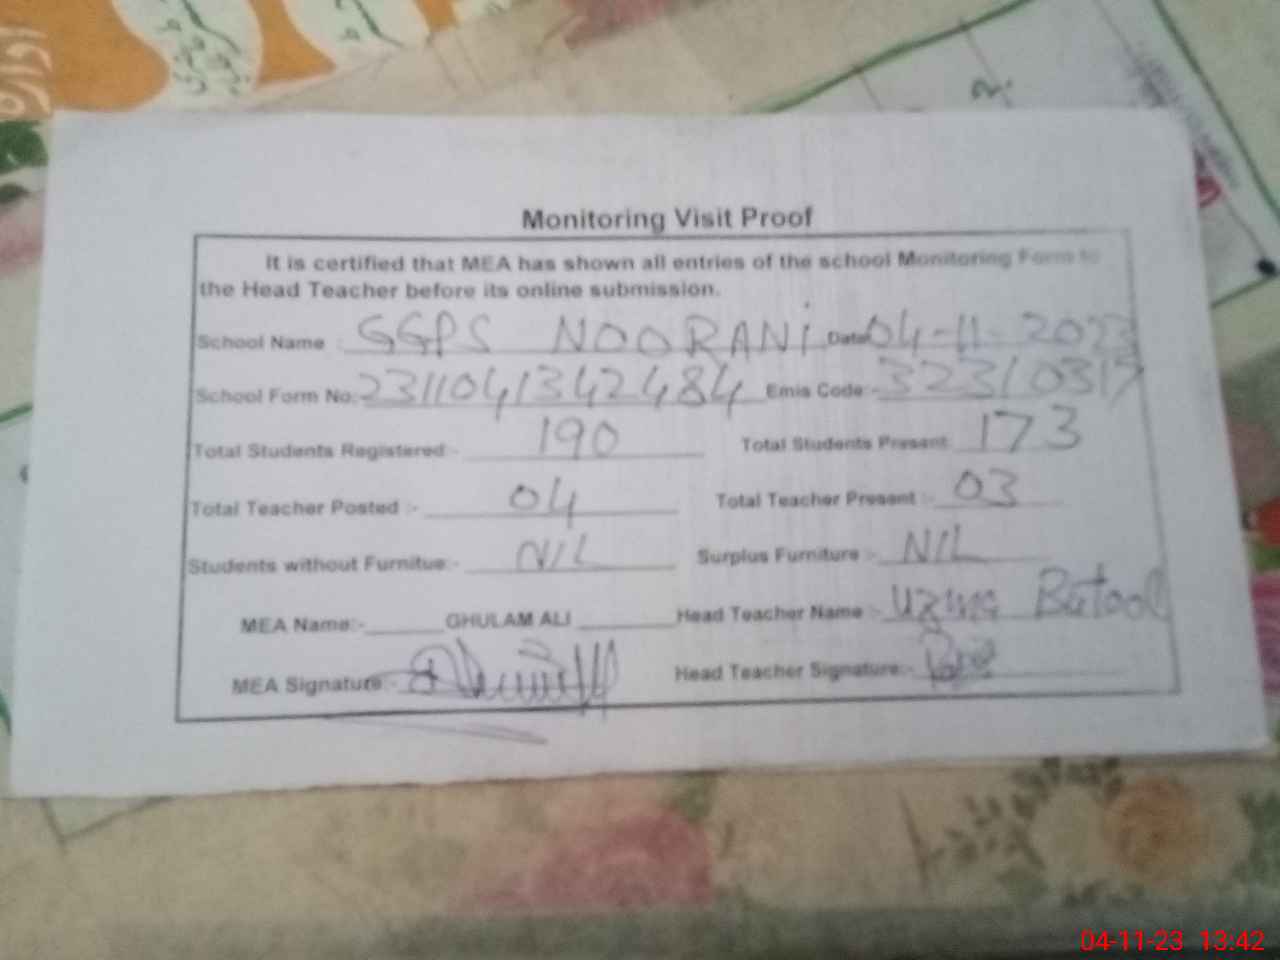 Monitoring Visit Proof
It is certified that MEA has shown all entries of the school Monitoring Form to
the Head Teacher before its online submission.
School Name : GGPS NOORANI Date 04-11-2023
School Form No:- 2311041342484 Emis Code:- 32310317
Total Students Registered:- 190 Total Students Present: 173
Total Teacher Posted :- 04 Total Teacher Present :- 03
Students without Furnitue:- NIL Surplus Furniture :- NIL
MEA Name:- GHULAM ALI Head Teacher Name :- Uzma Batool
MEA Signature:- Head Teacher Signature:-
04-11-23 13:42